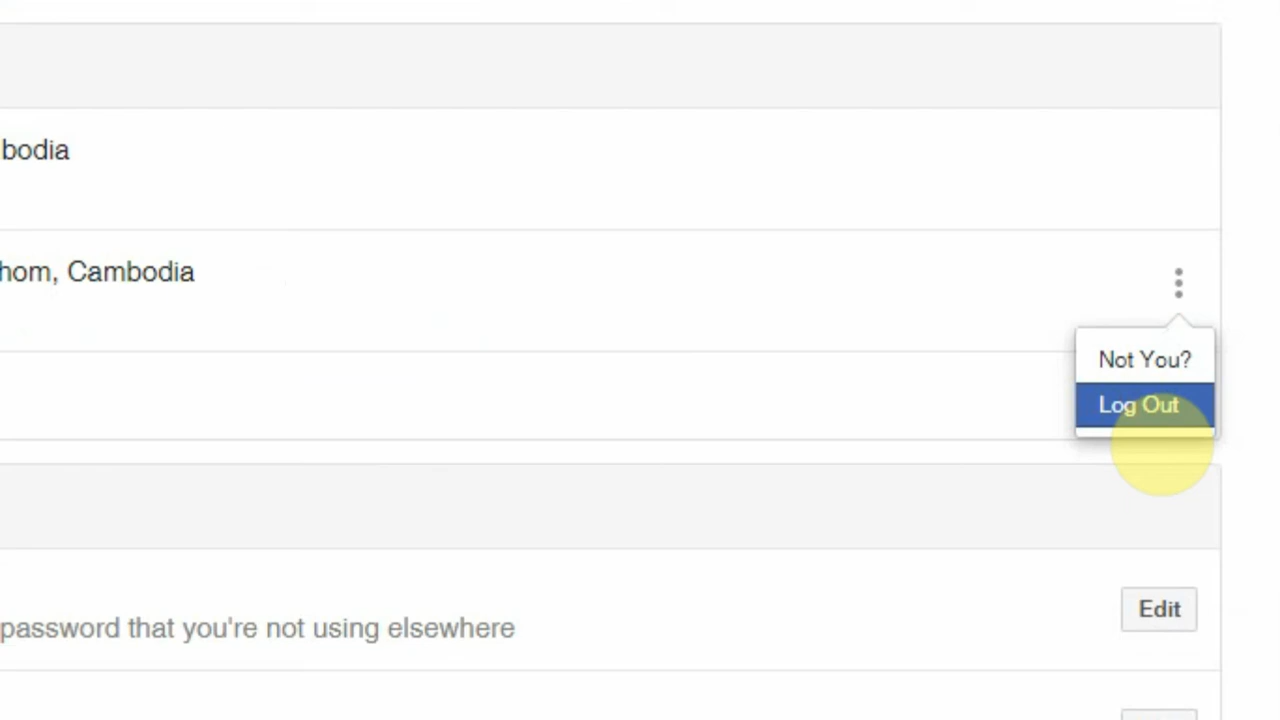 bodia
hom, Cambodia
Not You?
Log Out
Edit
password that you're not using elsewhere